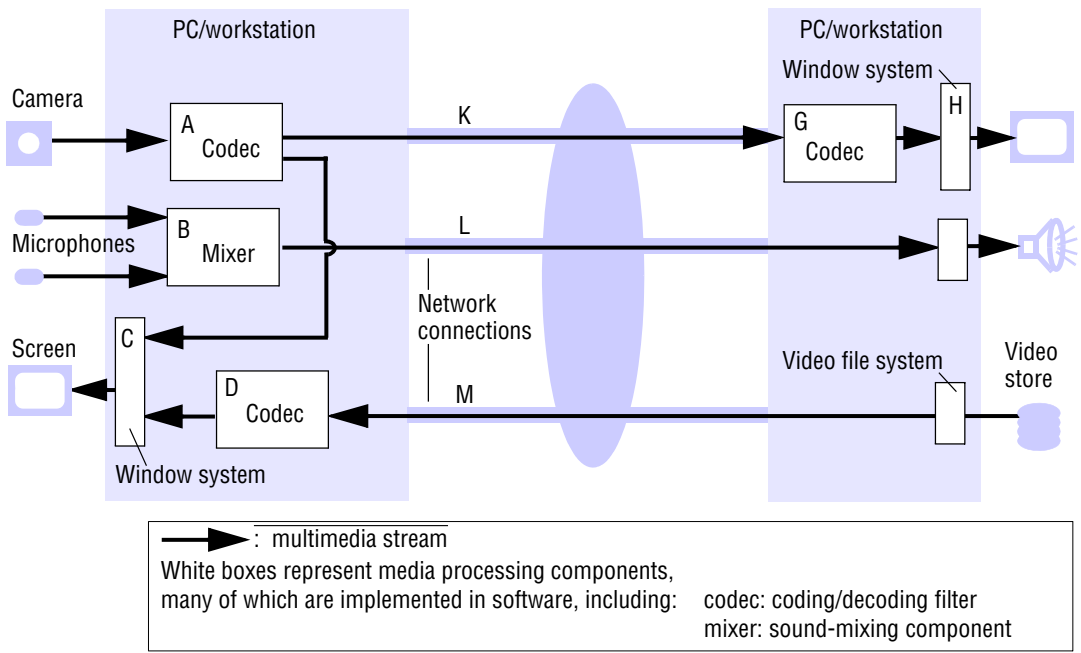 PC/workstation
PC/workstation
Window system
Camera
A
Codec
K
G
Codec
H
Microphones
B
Mixer
L
Network
connections
Screen
C
D
Codec
M
Video file system
Video
store
Window system
: multimedia stream
White boxes represent media processing components,
many of which are implemented in software, including:
codec: coding/decoding filter
mixer: sound-mixing component